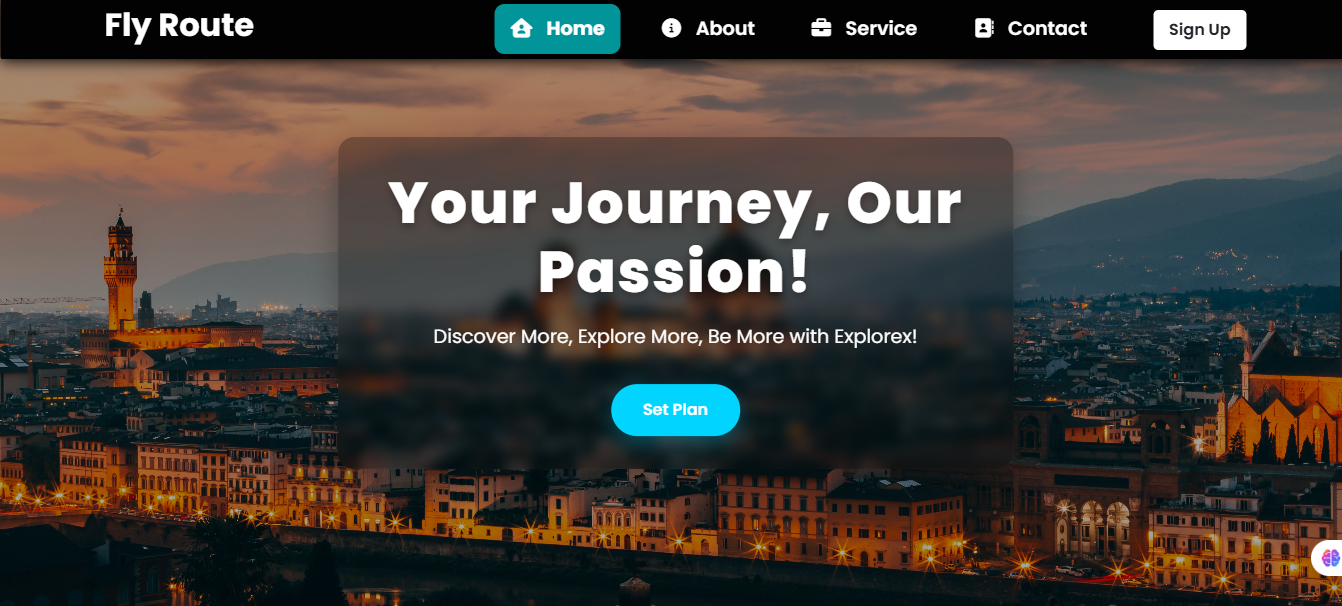 Fly Route
Home
About
Service
Contact
Sign Up
Your Journey, Our
Passion!
Discover More, Explore More, Be More with Explorex!
Set Plan